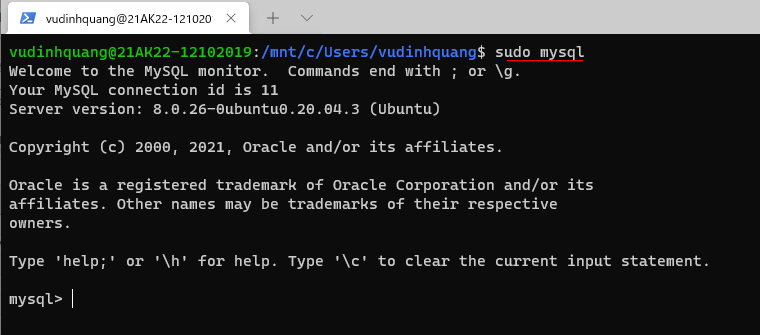 vudinhquang@21AK22-121020
vudinhquang@21AK22-12102019:/mnt/c/Users/vudinhquang$ sudo mysql
Welcome to the MySQL monitor.  Commands end with ; or \g.
Your MySQL connection id is 11
Server version: 8.0.26-0ubuntu0.20.04.3 (Ubuntu)
Copyright (c) 2000, 2021, Oracle and/or its affiliates.
Oracle is a registered trademark of Oracle Corporation and/or its
affiliates. Other names may be trademarks of their respective
owners.
Type 'help;' or '\h' for help. Type '\c' to clear the current input statement.
mysql>